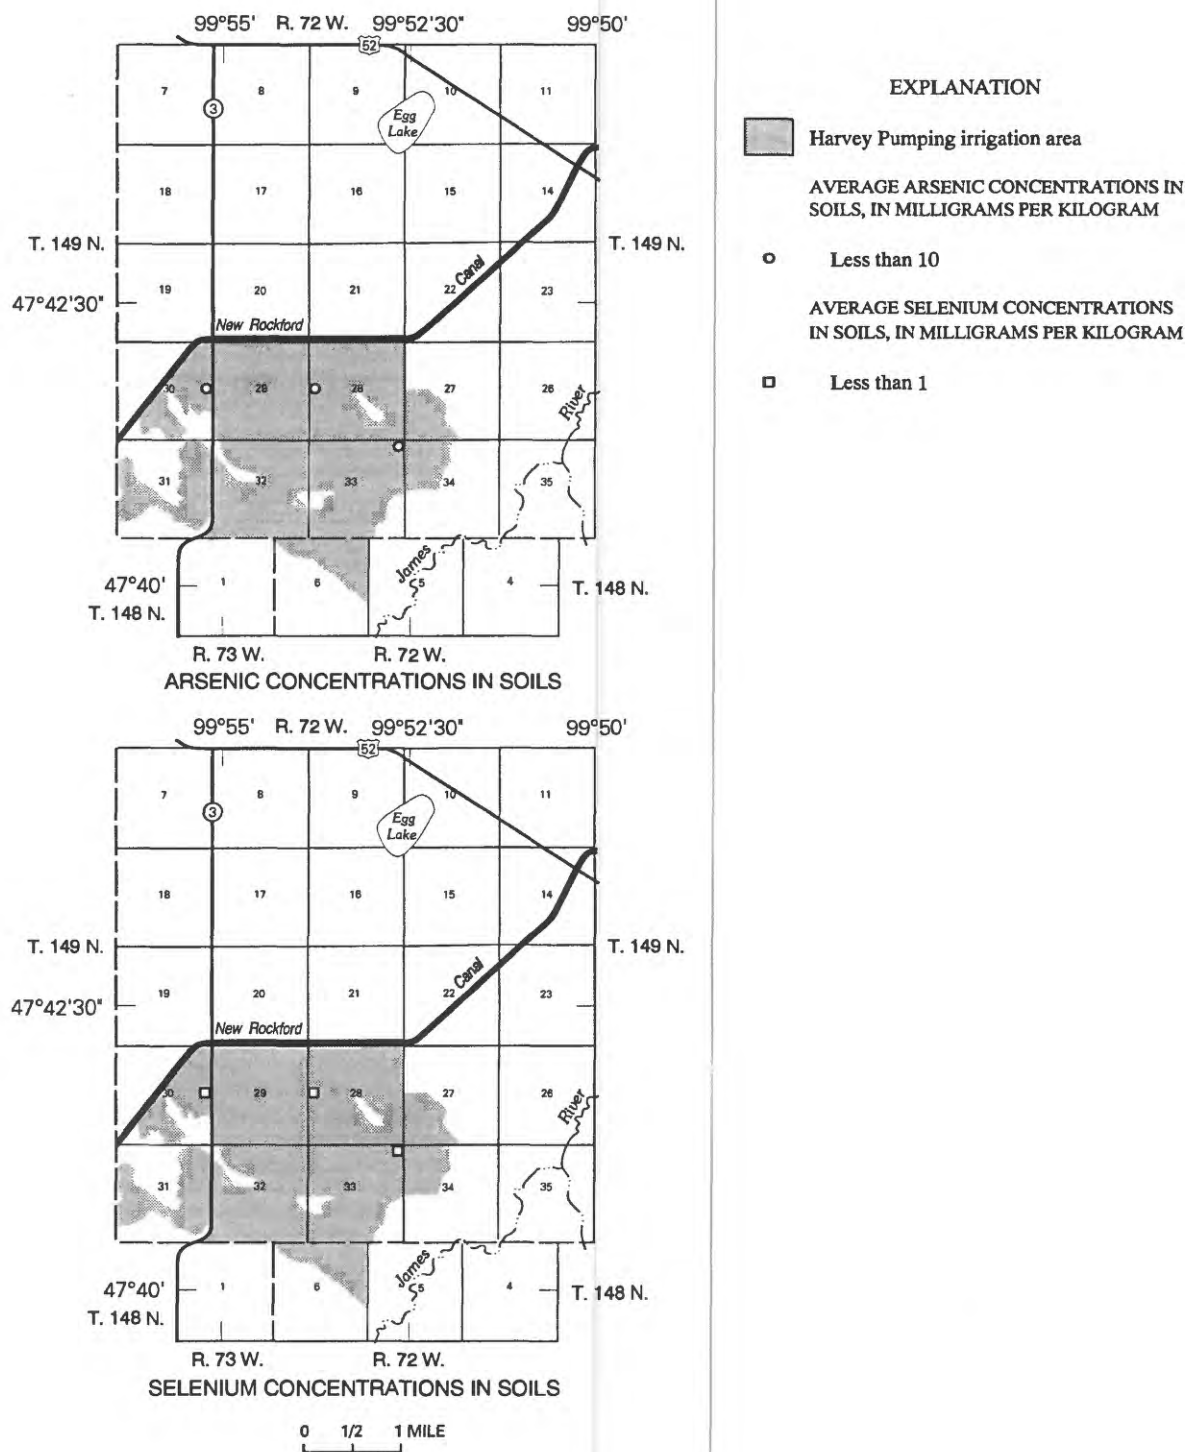 99°55' R. 72 W. 99°52'30" 99°50'
52
7 8 9 10 11
3
Egg
Lake
18 17 16 15 14
T. 149 N. T. 149 N.
Canal
19 20 21 22 23
47°42'30"
New Rockford
30 28 27 26
River
31 32 33 34 35
James
47°40' 1 6 5 4
T. 148 N. T. 148 N.
R. 73 W. R. 72 W.
ARSENIC CONCENTRATIONS IN SOILS
99°55' R. 72 W. 99°52'30" 99°50'
52
7 8 9 10 11
3
Egg
Lake
18 17 16 15 14
T. 149 N. T. 149 N.
Canal
19 20 21 22 23
47°42'30"
New Rockford
30 29 28 27 26
River
31 32 33 34 35
James
47°40' 1 6 5 4
T. 148 N. T. 148 N.
R. 73 W. R. 72 W.
SELENIUM CONCENTRATIONS IN SOILS
0 1/2 1 MILE
EXPLANATION
Harvey Pumping irrigation area
AVERAGE ARSENIC CONCENTRATIONS IN
SOILS, IN MILLIGRAMS PER KILOGRAM
Less than 10
AVERAGE SELENIUM CONCENTRATIONS
IN SOILS, IN MILLIGRAMS PER KILOGRAM
Less than 1